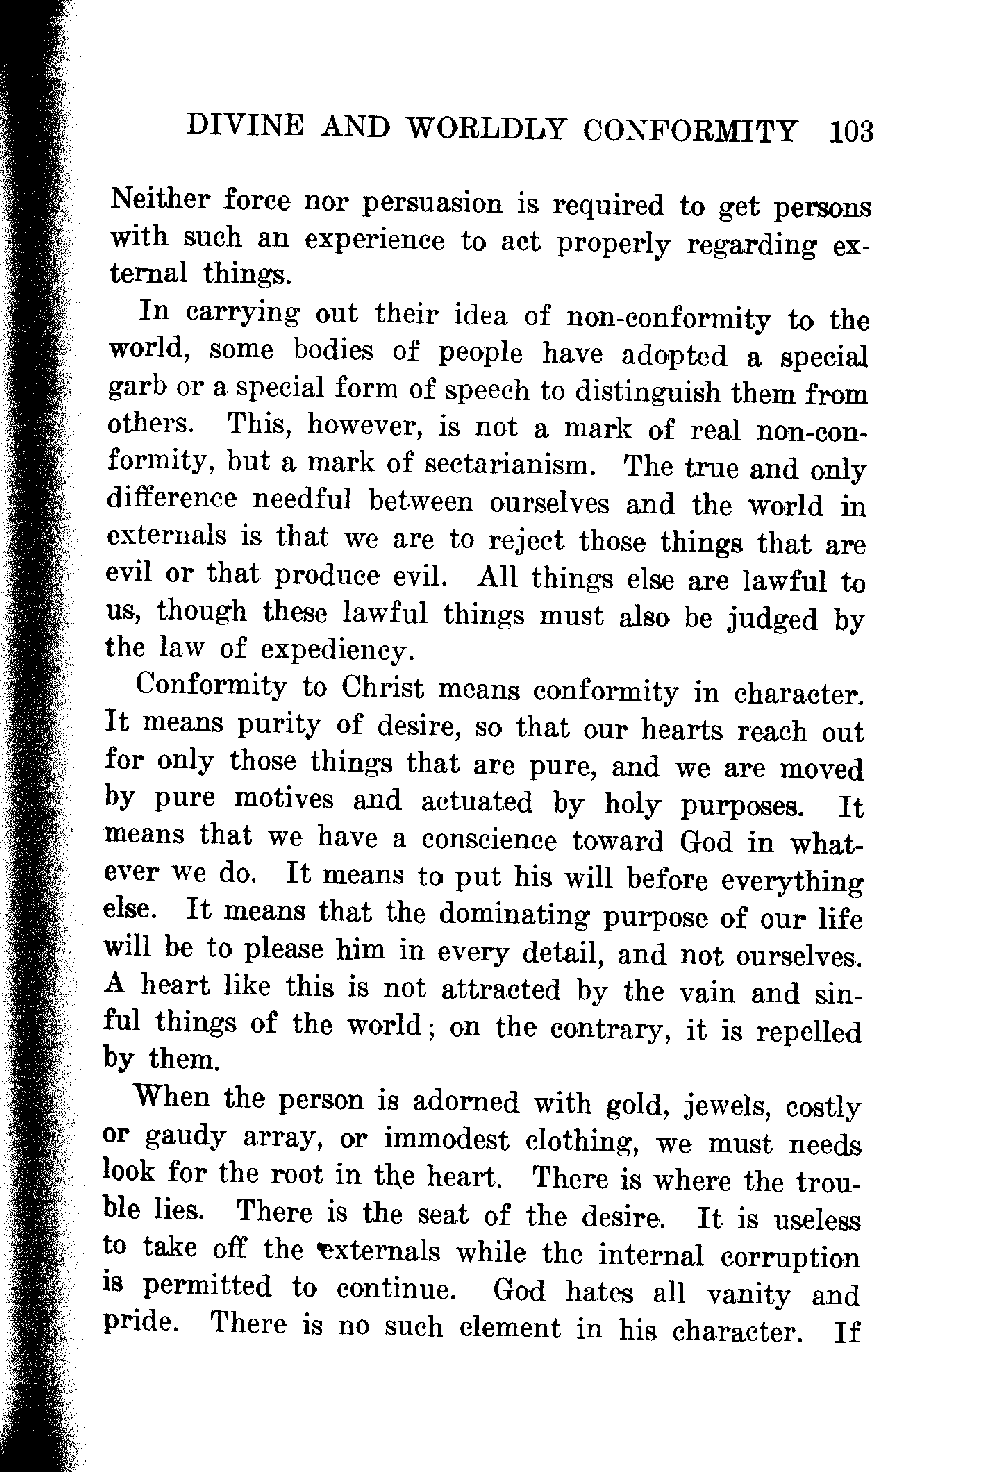 DIVINE AND WORLDLY CONFORMITY 103
Neither force nor persuasion is required to get persons
with such an experience to act properly regarding ex-
ternal things.
In carrying out their idea of non-conformity to the
world, some bodies of people have adopted a special
garb or a special form of speech to distinguish them from
others. This, however, is not a mark of real non-con-
formity, but a mark of sectarianism. The true and only
difference needful between ourselves and the world in
externals is that we are to reject those things that are
evil or that produce evil. All things else are lawful to
us, though these lawful things must also be judged by
the law of expediency.
Conformity to Christ means conformity in character.
It means purity of desire, so that our hearts reach out
for only those things that are pure, and we are moved
by pure motives and actuated by holy purposes. It
means that we have a conscience toward God in what-
ever we do. It means to put his will before everything
else. It means that the dominating purpose of our life
will be to please him in every detail, and not ourselves.
A heart like this is not attracted by the vain and sin-
ful things of the world; on the contrary, it is repelled
by them.
When the person is adorned with gold, jewels, costly
or gaudy array, or immodest clothing, we must needs
look for the root in the heart. There is where the trou-
ble lies. There is the seat of the desire. It is useless
to take off the externals while the internal corruption
is permitted to continue. God hates all vanity and
pride. There is no such element in his character. If